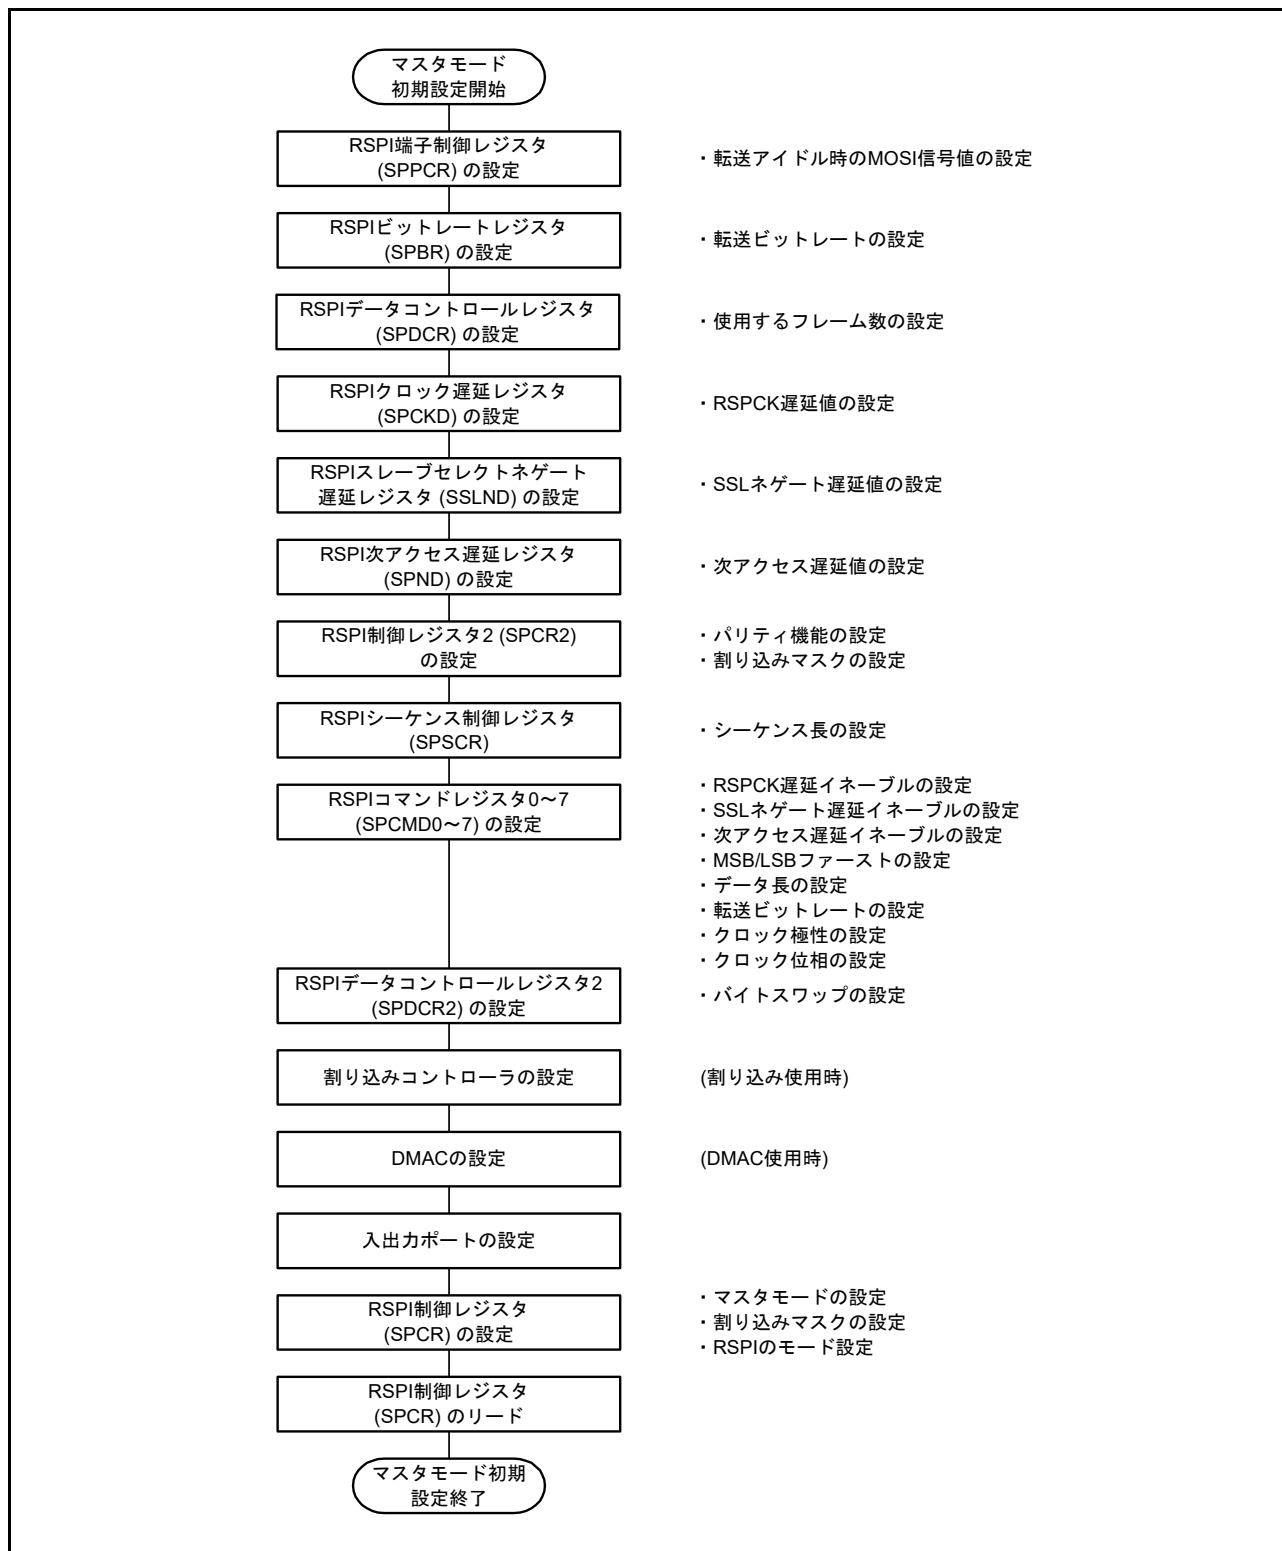 マスタモード
初期設定開始
RSPI端子制御レジスタ
(SPPCR) の設定
・転送アイドル時のMOSI信号値の設定
RSPIビットレートレジスタ
(SPBR) の設定
・転送ビットレートの設定
RSPIデータコントロールレジスタ
(SPDCR) の設定
・使用するフレーム数の設定
RSPIクロック遅延レジスタ
(SPCKD) の設定
・RSPCK遅延値の設定
RSPIスレーブセレクトネゲート
遅延レジスタ (SSLND) の設定
・SSLネゲート遅延値の設定
RSPI次アクセス遅延レジスタ
(SPND) の設定
・次アクセス遅延値の設定
RSPI制御レジスタ2 (SPCR2)
の設定
・パリティ機能の設定
・割り込みマスクの設定
RSPIシーケンス制御レジスタ
(SPSCR)
・シーケンス長の設定
RSPIコマンドレジスタ0～7
(SPCMD0～7) の設定
・RSPCK遅延イネーブルの設定
・SSLネゲート遅延イネーブルの設定
・次アクセス遅延イネーブルの設定
・MSB/LSBファーストの設定
・データ長の設定
・転送ビットレートの設定
・クロック極性の設定
・クロック位相の設定
RSPIデータコントロールレジスタ2
(SPDCR2) の設定
・バイトスワップの設定
割り込みコントローラの設定
(割り込み使用時)
DMACの設定
(DMAC使用時)
入出力ポートの設定
RSPI制御レジスタ
(SPCR) の設定
・マスタモードの設定
・割り込みマスクの設定
・RSPIのモード設定
RSPI制御レジスタ
(SPCR) のリード
マスタモード初期
設定終了